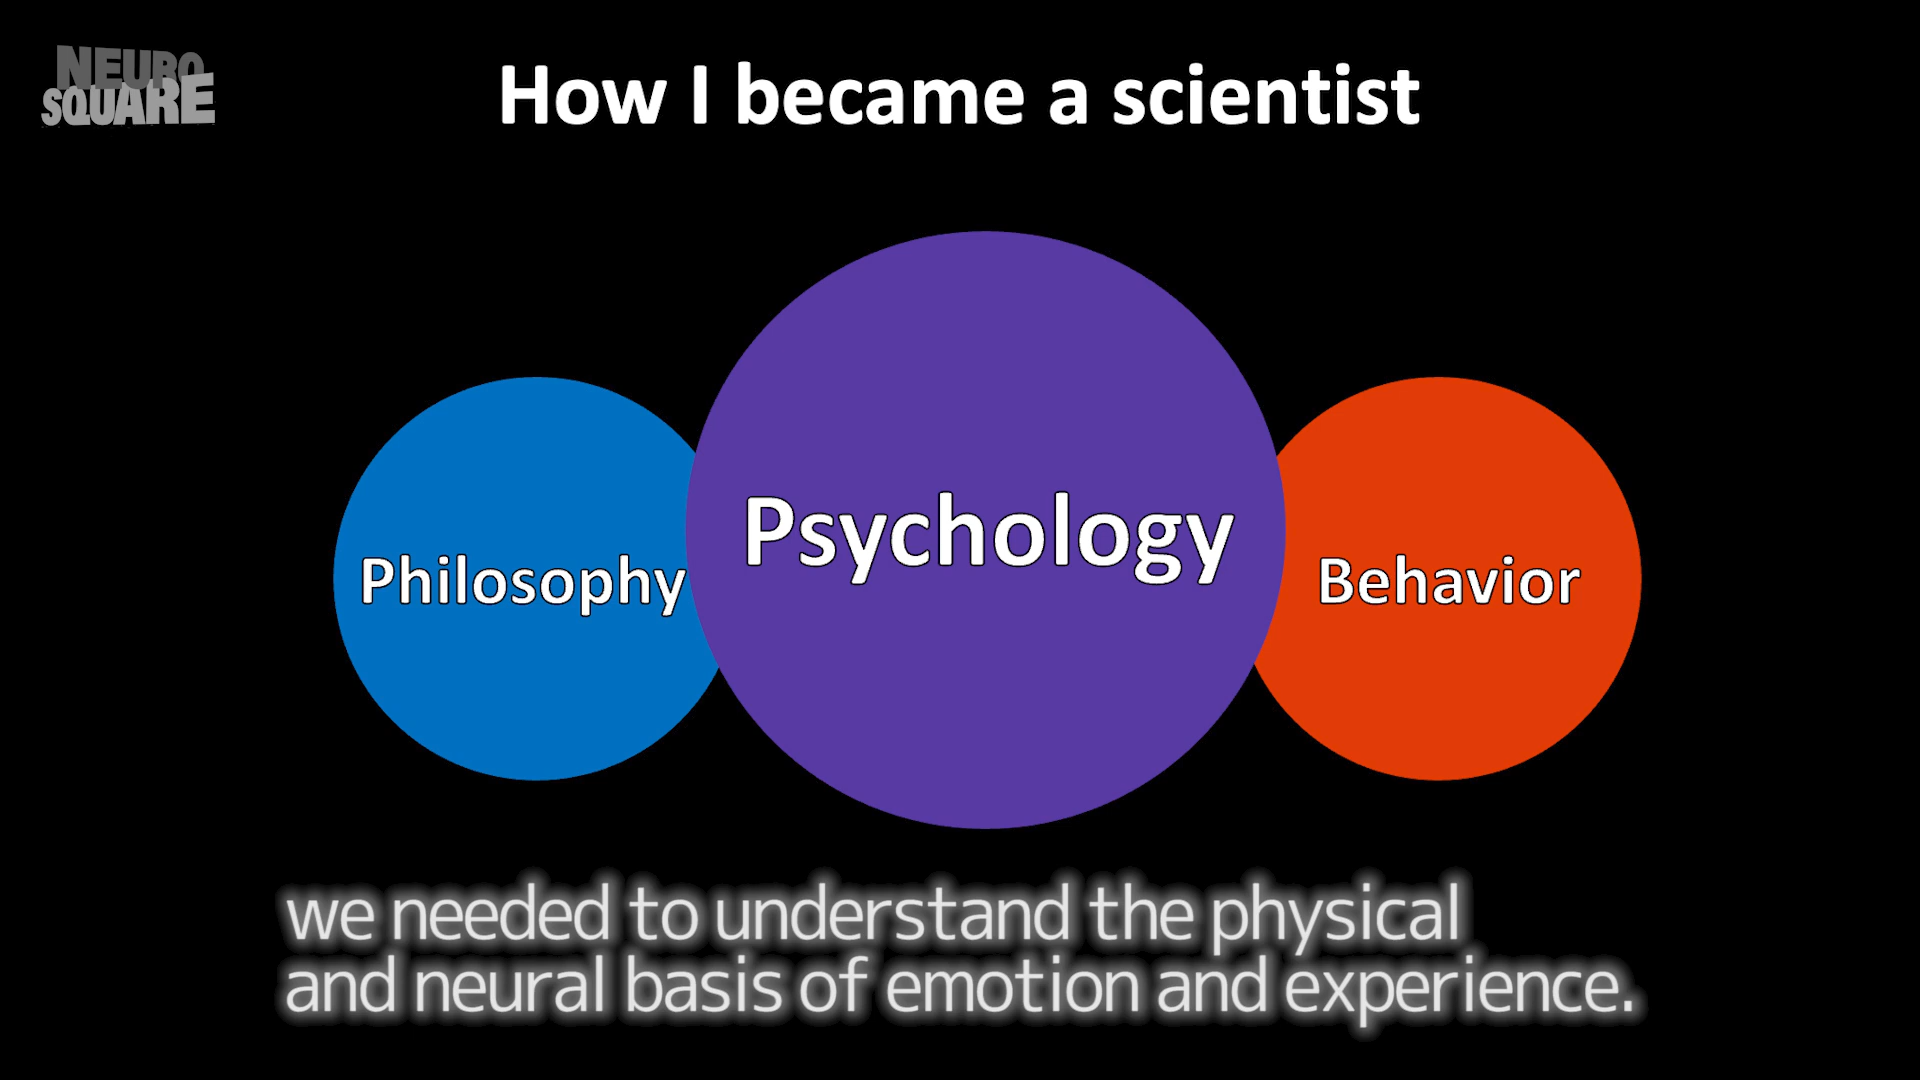 NEURO
SQUARE
How I became a scientist
Philosophy
Psychology
Behavior
we needed to understand the physical
and neural basis of emotion and experience.